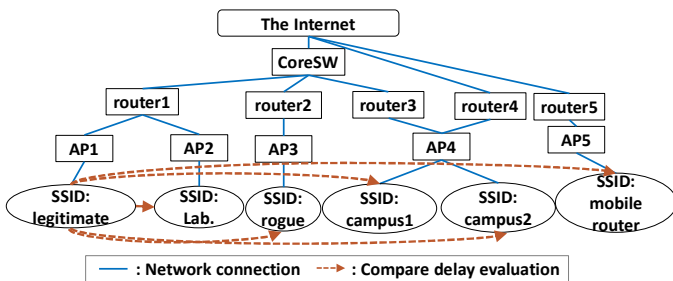 The Internet
CoreSW
router1
router2
router3
router4
router5
AP1
AP2
AP3
AP4
AP5
SSID:
legitimate
SSID:
Lab.
SSID:
rogue
SSID:
campus1
SSID:
campus2
SSID:
mobile
router
: Network connection
: Compare delay evaluation